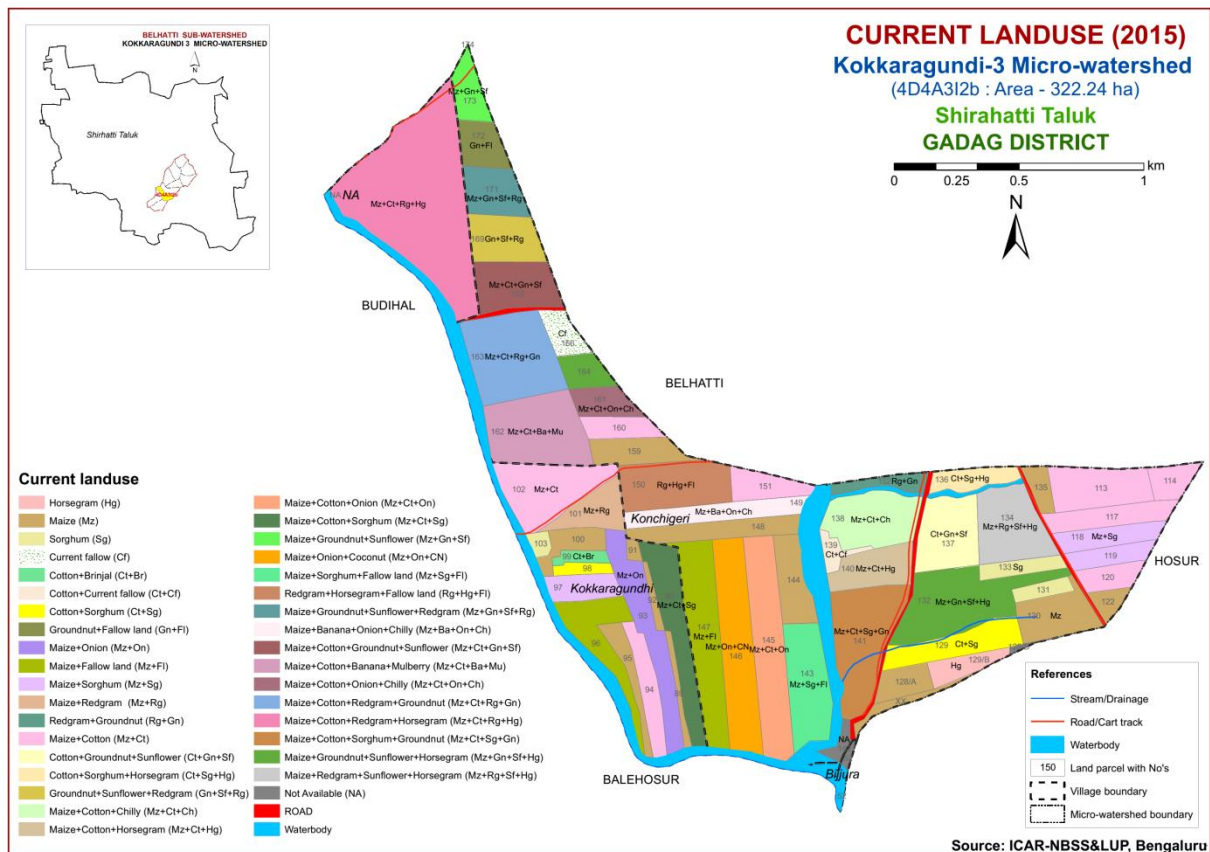 BELHATTI SUB-WATERSHED
KOKKARAGUNDI 3 MICRO-WATERSHED
N
Shirhatti Taluk
CURRENT LANDUSE (2015)
Kokkaragundi-3 Micro-watershed
(4D4A3I2b : Area - 322.24 ha)
Shirahatti Taluk
GADAG DISTRICT
km
0 0.25 0.5 1
N
174
Mz+Gn+Sf
173
172
Gn+Fl
NA NA
Mz+Ct+Rg+Hg
171
Mz+Gn+Sf+Rg
169 Gn+Sf+Rg
Mz+Ct+Gn+Sf
BUDIHAL
Cf
166
163 Mz+Ct+Rg+Gn
164
BELHATTI
161
Mz+Ct+On+Ch
162 Mz+Ct+Ba+Mu
160
159
102 Mz+Ct
150 Rg+Hg+Fl
151
Rg+Gn
136 Ct+Sg+Hg
135
113
114
149
Mz+Ba+On+Ch
101 Mz+Rg
Konchigeri
148
138
Mz+Ct+Ch
134
Mz+Rg+Sf+Hg
117
118 Mz+Sg
119
HOSUR
103
100
99 Ct+Br
98
91
139
Ct+Cf
140 Mz+Ct+Hg
Ct+Gn+Sf
137
133 Sg
120
97
Kokkaragundhi
Mz+On
92
Ct+Sg
144
132 Mz+Gn+Sf+Hg
131
130 Mz
122
93
96
95
94
147
Mz+Fl
Mz+On+CN
146
145
Mz+Ct+On
143
Mz+Sg+Fl
Mz+Ct+Sg+Gn
141
129 Ct+Sg
129/B
Hg
128/A
NA
BALEHOSUR
Bijjura
Current landuse
Horsegram (Hg)
Maize (Mz)
Sorghum (Sg)
Current fallow (Cf)
Cotton+Brinjal (Ct+Br)
Cotton+Current fallow (Ct+Cf)
Cotton+Sorghum (Ct+Sg)
Groundnut+Fallow land (Gn+Fl)
Maize+Onion (Mz+On)
Maize+Fallow land (Mz+Fl)
Maize+Sorghum (Mz+Sg)
Maize+Redgram (Mz+Rg)
Redgram+Groundnut (Rg+Gn)
Maize+Cotton (Mz+Ct)
Cotton+Groundnut+Sunflower (Ct+Gn+Sf)
Cotton+Sorghum+Horsegram (Ct+Sg+Hg)
Groundnut+Sunflower+Redgram (Gn+Sf+Rg)
Maize+Cotton+Chilly (Mz+Ct+Ch)
Maize+Cotton+Horsegram (Mz+Ct+Hg)
Maize+Cotton+Onion (Mz+Ct+On)
Maize+Cotton+Sorghum (Mz+Ct+Sg)
Maize+Groundnut+Sunflower (Mz+Gn+Sf)
Maize+Onion+Coconut (Mz+On+CN)
Maize+Sorghum+Fallow land (Mz+Sg+Fl)
Redgram+Horsegram+Fallow land (Rg+Hg+Fl)
Maize+Groundnut+Sunflower+Redgram (Mz+Gn+Sf+Rg)
Maize+Banana+Onion+Chilly (Mz+Ba+On+Ch)
Maize+Cotton+Groundnut+Sunflower (Mz+Ct+Gn+Sf)
Maize+Cotton+Banana+Mulberry (Mz+Ct+Ba+Mu)
Maize+Cotton+Onion+Chilly (Mz+Ct+On+Ch)
Maize+Cotton+Redgram+Groundnut (Mz+Ct+Rg+Gn)
Maize+Cotton+Redgram+Horsegram (Mz+Ct+Rg+Hg)
Maize+Cotton+Sorghum+Groundnut (Mz+Ct+Sg+Gn)
Maize+Groundnut+Sunflower+Horsegram (Mz+Gn+Sf+Hg)
Maize+Redgram+Sunflower+Horsegram (Mz+Rg+Sf+Hg)
Not Available (NA)
ROAD
Waterbody
References
Stream/Drainage
Road/Cart track
Waterbody
150 Land parcel with No's
Village boundary
Micro-watershed boundary
Source: ICAR-NBSS&LUP, Bengaluru